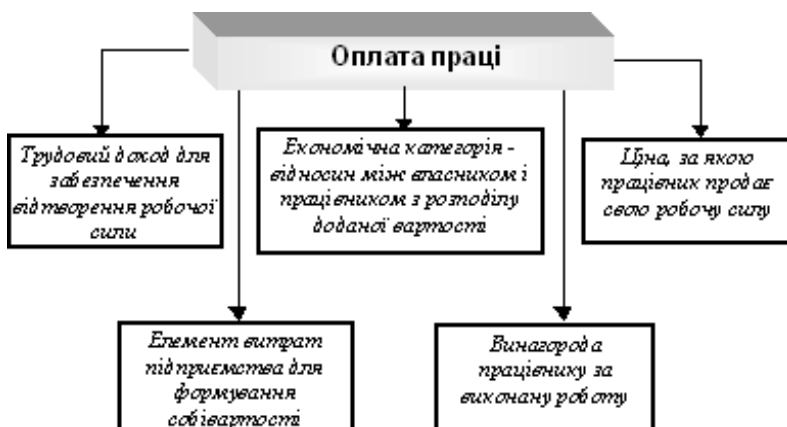 Оплата праці
Трудовий доход для
забезпечення
відтворення робочої
сили
Економічна категорія -
відносин між власником і
працівником з розподілу
доданої вартості
Ціна, за якою
працівник продає
свою робочу силу
Елемент витрат
підприємства для
формування
собівартості
Винагорода
працівнику за
виконану роботу